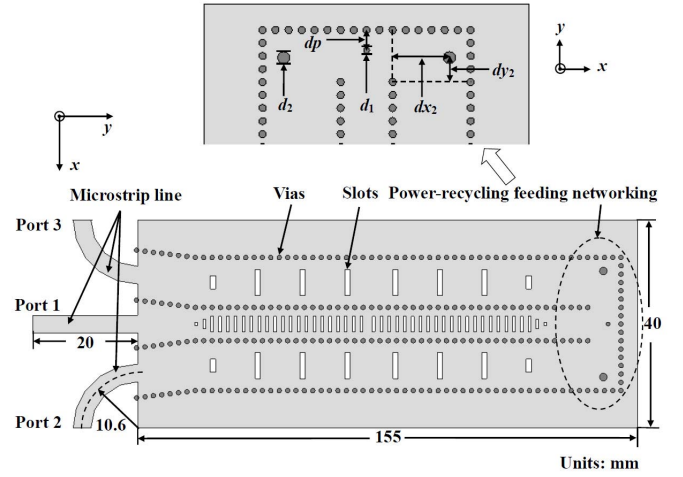 dp
d2
d1
dx2
dy2
y
x
y
x
Microstrip line
Vias
Slots
Power-recycling feeding networking
Port 3
Port 1
20
40
Port 2
10.6
155
Units: mm